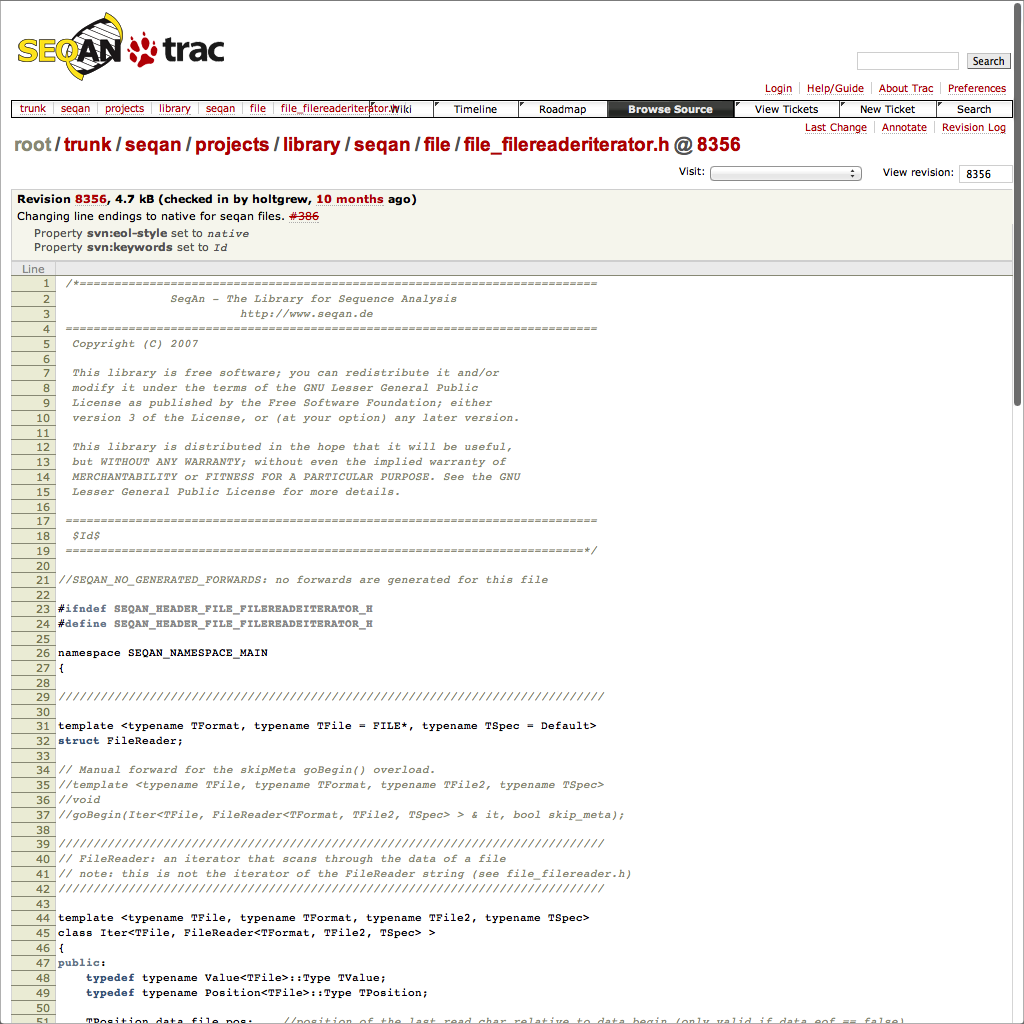 SEQAN trac
Search
Login Help/Guide About Trac Preferences
trunk seqan projects library seqan file file_filereaderiterator.h Wiki Timeline Roadmap Browse Source View Tickets New Ticket Search
Last Change Annotate Revision Log
root / trunk / seqan / projects / library / seqan / file / file_filereaderiterator.h @ 8356
Visit: View revision: 8356
Revision 8356, 4.7 kB (checked in by holtgrew, 10 months ago)
Changing line endings to native for seqan files. #386
Property svn:eol-style set to native
Property svn:keywords set to Id
Line
1 /*==========================================================================
2 SeqAn - The Library for Sequence Analysis
3 http://www.seqan.de
4 ============================================================================
5 Copyright (C) 2007
6
7 This library is free software; you can redistribute it and/or
8 modify it under the terms of the GNU Lesser General Public
9 License as published by the Free Software Foundation; either
10 version 3 of the License, or (at your option) any later version.
11
12 This library is distributed in the hope that it will be useful,
13 but WITHOUT ANY WARRANTY; without even the implied warranty of
14 MERCHANTABILITY or FITNESS FOR A PARTICULAR PURPOSE. See the GNU
15 Lesser General Public License for more details.
16
17 ============================================================================
18 $Id$
19 ==========================================================================*/
20
21 //SEQAN_NO_GENERATED_FORWARDS: no forwards are generated for this file
22
23 #ifndef SEQAN_HEADER_FILE_FILEREADEITERATOR_H
24 #define SEQAN_HEADER_FILE_FILEREADEITERATOR_H
25
26 namespace SEQAN_NAMESPACE_MAIN
27 {
28
29 //////////////////////////////////////////////////////////////////////////////
30
31 template <typename TFormat, typename TFile = FILE*, typename TSpec = Default>
32 struct FileReader;
33
34 // Manual forward for the skipMeta goBegin() overload.
35 //template <typename TFile, typename TFormat, typename TFile2, typename TSpec>
36 //void
37 //goBegin(Iter<TFile, FileReader<TFormat, TFile2, TSpec> > & it, bool skip_meta);
38
39 //////////////////////////////////////////////////////////////////////////////
40 // FileReader: an iterator that scans through the data of a file
41 // note: this is not the iterator of the FileReader string (see file_filereader.h)
42 //////////////////////////////////////////////////////////////////////////////
43
44 template <typename TFile, typename TFormat, typename TFile2, typename TSpec>
45 class Iter<TFile, FileReader<TFormat, TFile2, TSpec> >
46 {
47 public:
48 typedef typename Value<TFile>::Type TValue;
49 typedef typename Position<TFile>::Type TPosition;
50
51 TPosition data_file_pos; //position of the last read char relative to data begin (only valid if data_eof == false)